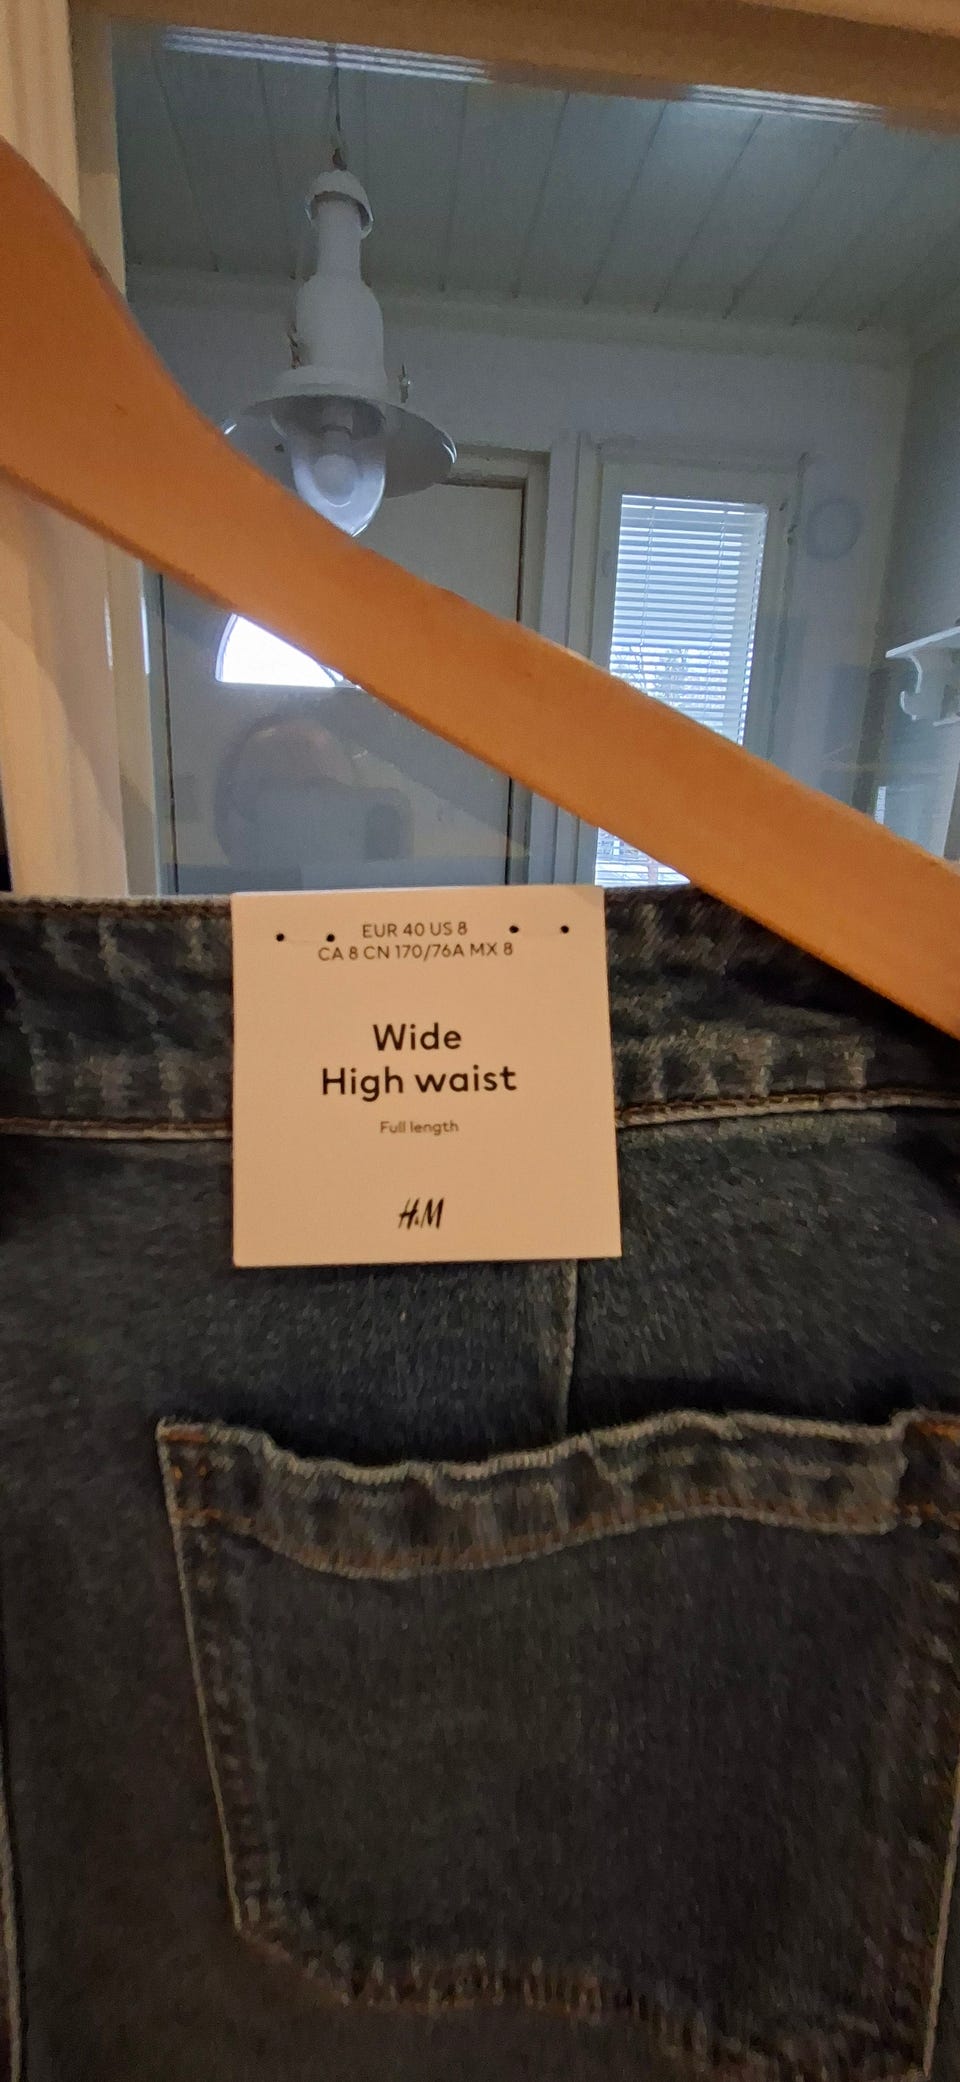 EUR 40 US 8
CA 8 CN 170/76A MX 8
Wide
High waist
Full length
H&M